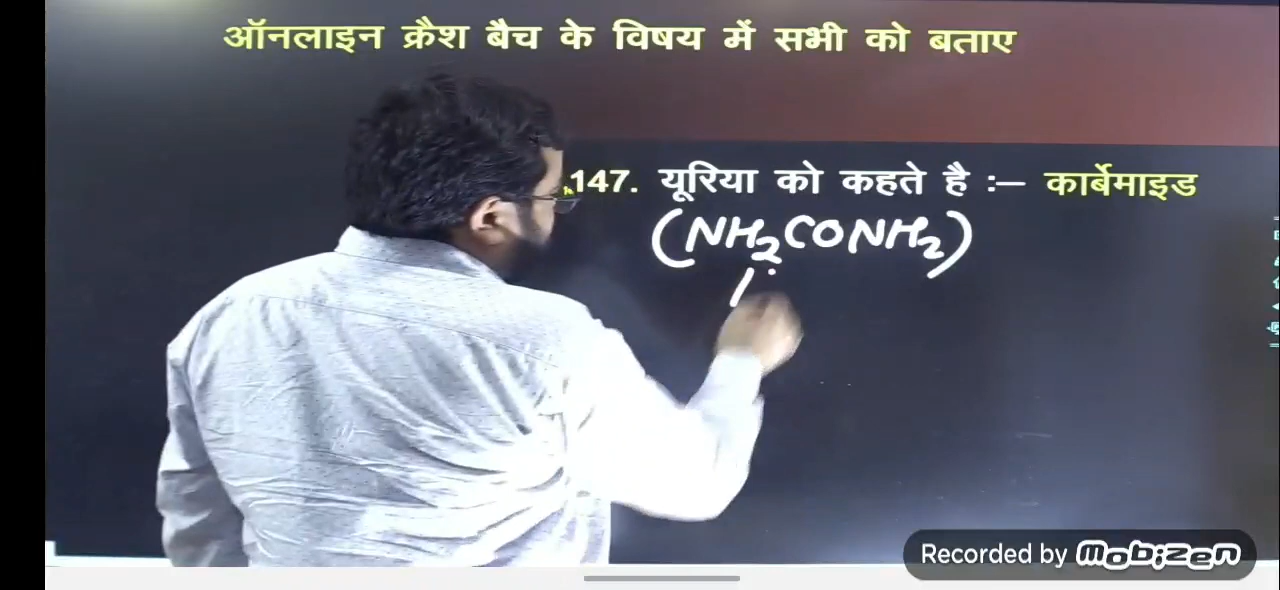 ऑनलाइन क्रैश बैच के विषय में सभी को बताए
147. यूरिया को कहते है :– कार्बेमाइड
(NH₂CONH₂)
Recorded by Mobizen